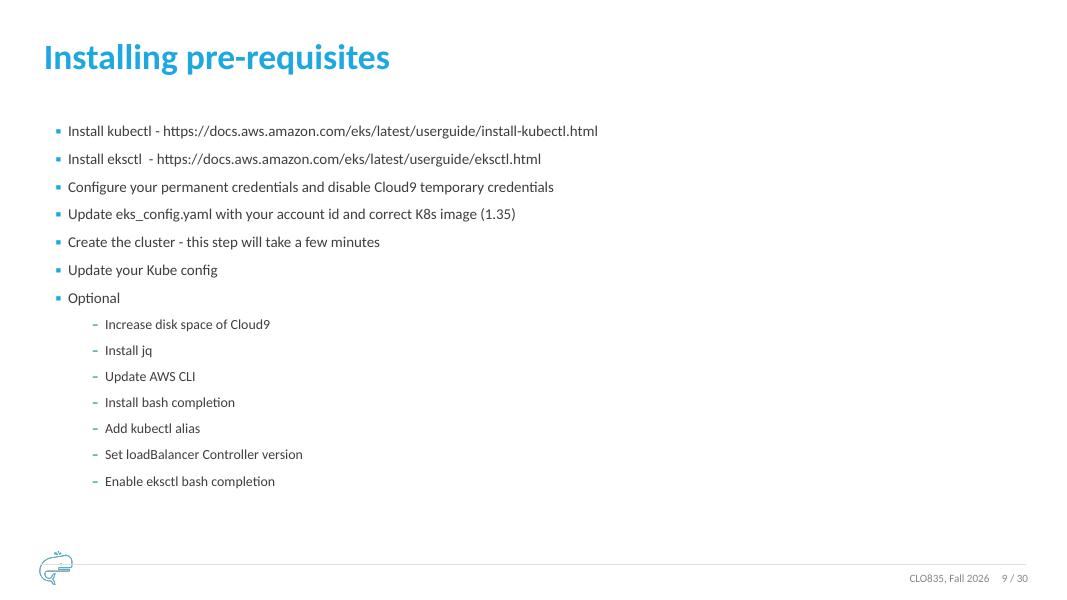 Installing pre-requisites
▪ Install kubectl - https://docs.aws.amazon.com/eks/latest/userguide/install-kubectl.html
▪ Install eksctl  - https://docs.aws.amazon.com/eks/latest/userguide/eksctl.html
▪ Configure your permanent credentials and disable Cloud9 temporary credentials
▪ Update eks_config.yaml with your account id and correct K8s image (1.35)
▪ Create the cluster - this step will take a few minutes
▪ Update your Kube config
▪ Optional
– Increase disk space of Cloud9
– Install jq
– Update AWS CLI
– Install bash completion
– Add kubectl alias
– Set loadBalancer Controller version
– Enable eksctl bash completion
CLO835, Fall 2026 9 / 30